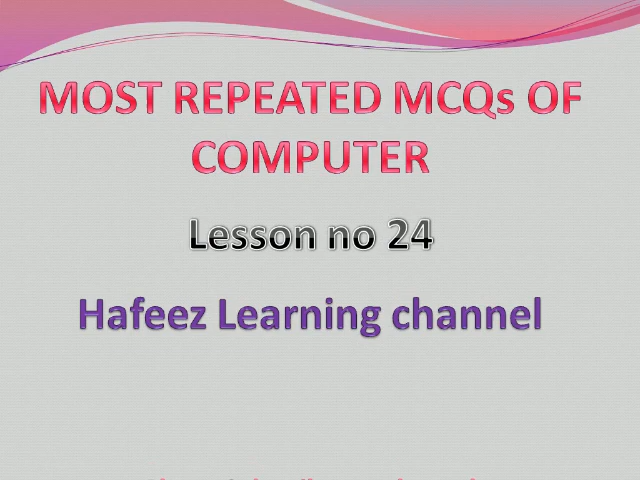 MOST REPEATED MCQs OF
COMPUTER
Lesson no 24
Hafeez Learning channel